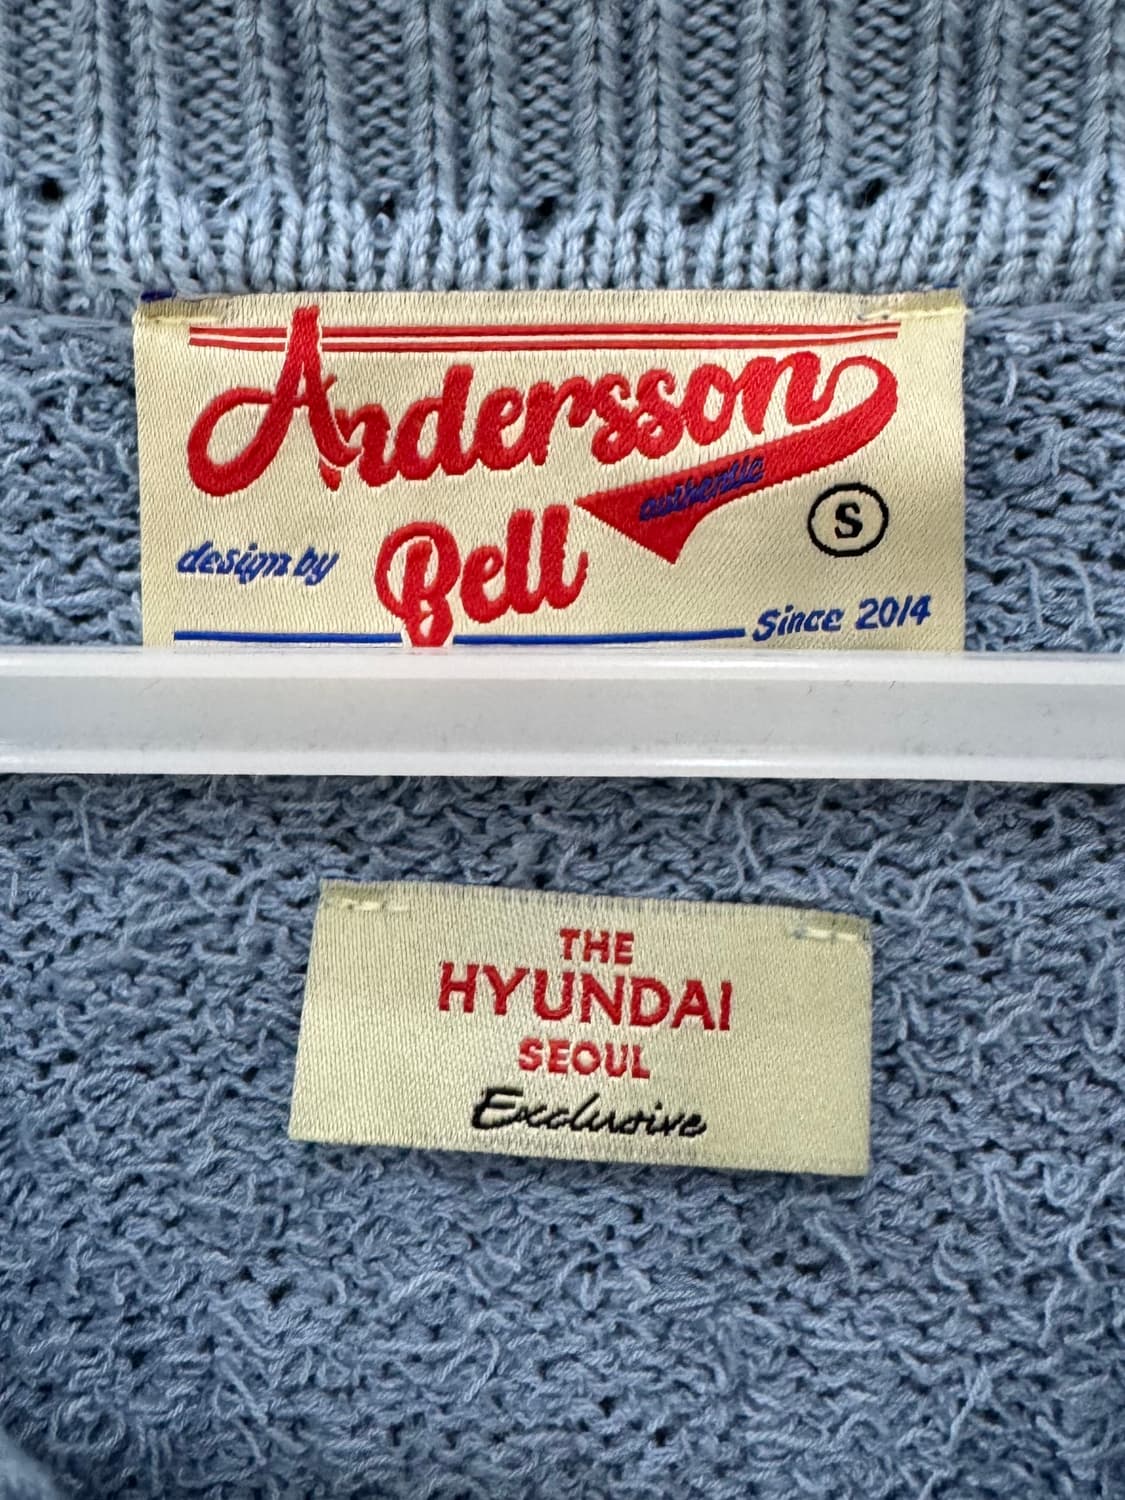 Andersson
authentic
S
design by
Bell
Since 2014
THE
HYUNDAI
SEOUL
Exclusive